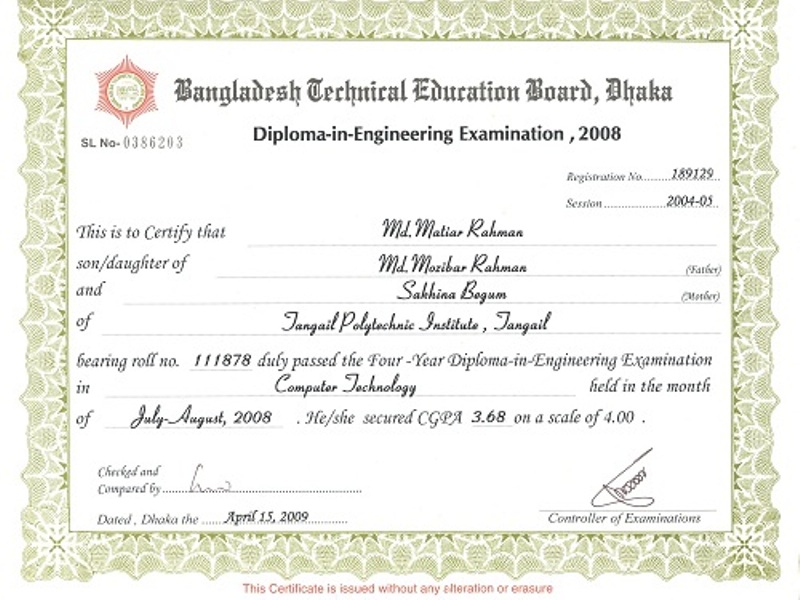 Bangladesh Technical Education Board, Dhaka
Diploma-in-Engineering Examination , 2008
SL No- 0386203
Registration No......... 189129
Session.................. 2004-05
This is to Certify that Md. Matiar Rahman
son/daughter of Md. Mozibar Rahman (Father)
and Sakhina Begum (Mother)
of Tangail Polytechnic Institute , Tangail
bearing roll no. 111878 duly passed the Four -Year Diploma-in-Engineering Examination
in Computer Technology held in the month
of July-August, 2008 . He/she secured CGPA 3.68 on a scale of 4.00 .
Checked and
Compared by
Dated , Dhaka the ...... April 15, 2009
Controller of Examinations
This Certificate is issued without any alteration or erasure